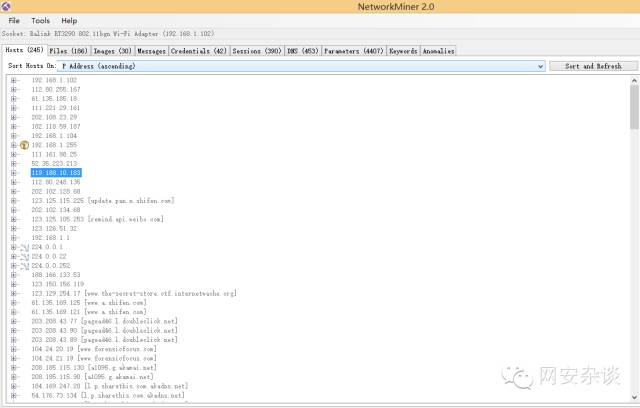 NetworkMiner 2.0
File Tools Help
Socket: Ralink RT3290 802.11bgn Wi-Fi Adapter (192.168.1.102)
Hosts (245) Files (186) Images (30) Messages Credentials (42) Sessions (390) DNS (453) Parameters (4407) Keywords Anomalies
Sort Hosts On: P Address (ascending) Sort and Refresh
192.168.1.102
112.80.255.167
61.135.185.18
111.221.29.161
202.108.23.29
182.118.59.187
192.168.1.104
192.168.1.255
111.161.88.25
52.35.223.213
119.188.10.163
112.80.248.135
202.102.128.68
123.125.115.225 [update.pan.n.shifen.com]
202.102.134.68
123.125.105.253 [remind.api.weibo.com]
123.126.51.32
192.168.1.1
224.0.0.1
224.0.0.22
224.0.0.252
188.166.133.53
123.150.156.119
123.129.254.17 [www.the-secret-store.ctf.internetwache.org]
61.135.169.125 [www.a.shifen.com]
61.135.169.121 [www.a.shifen.com]
203.208.43.77 [pagead46.l.doubleclick.net]
203.208.43.90 [pagead46.l.doubleclick.net]
203.208.43.89 [pagead46.l.doubleclick.net]
104.24.20.19 [www.forensicfocus.com]
104.24.21.19 [www.forensicfocus.com]
208.185.115.130 [a1095.g.akamai.net]
208.185.115.90 [a1095.g.akamai.net]
184.169.247.20 [l.p.sharethis.com.akadns.net]
54.176.73.134 [l.p.sharethis.com.akadns.net]
网安杂谈